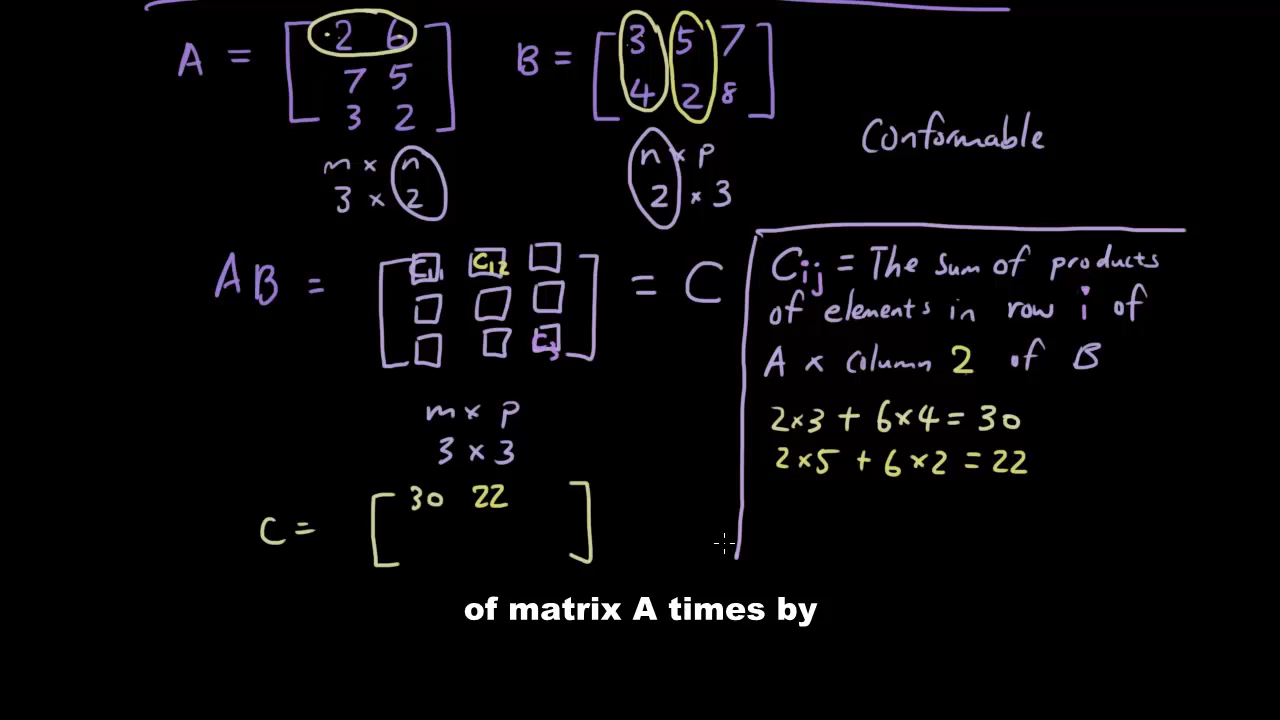 A = [ 2 6 B = [ 3 5 7
7 5
3 2 ] 4 2 8 ]
Conformable
m × n n × p
3 × 2 2 × 3
AB = [ C11 C12 ] = C
C3
m × p
3 × 3
C = [ 30 22 ]
Cij = The sum of products
of elements in row i of
A × column 2 of B
2×3 + 6×4 = 30
2×5 + 6×2 = 22
of matrix A times by